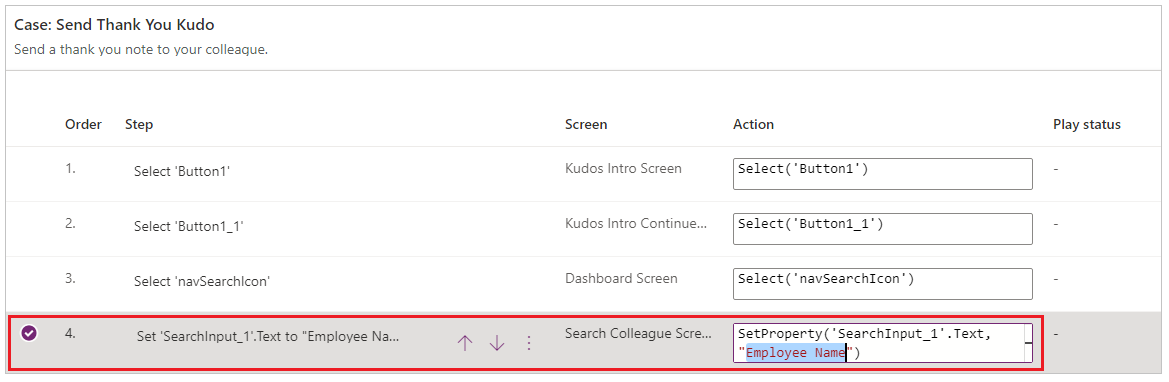 Case: Send Thank You Kudo
Send a thank you note to your colleague.
Order Step Screen Action Play status
1. Select 'Button1' Kudos Intro Screen Select('Button1') -
2. Select 'Button1_1' Kudos Intro Continue... Select('Button1_1') -
3. Select 'navSearchIcon' Dashboard Screen Select('navSearchIcon') -
4. Set 'SearchInput_1'.Text to "Employee Na... Search Colleague Scre... SetProperty('SearchInput_1'.Text, -
"Employee Name")